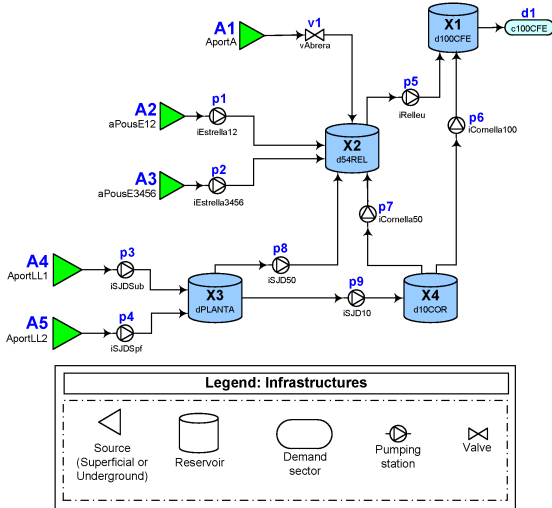 A1
AportA
v1
vAbrera
X1
d100CFE
d1
c100CFE
A2
aPousE12
p1
iEstrella12
p5
iRelleu
p6
iCornella100
A3
aPousE3456
p2
iEstrella3456
X2
d54REL
p7
iCornella50
A4
AportLL1
p3
iSJDSub
p8
iSJD50
X3
dPLANTA
p9
iSJD10
X4
d10COR
A5
AportLL2
p4
iSJDSpf
Legend: Infrastructures
Source
(Superficial or
Underground)
Reservoir
Demand
sector
Pumping
station
Valve